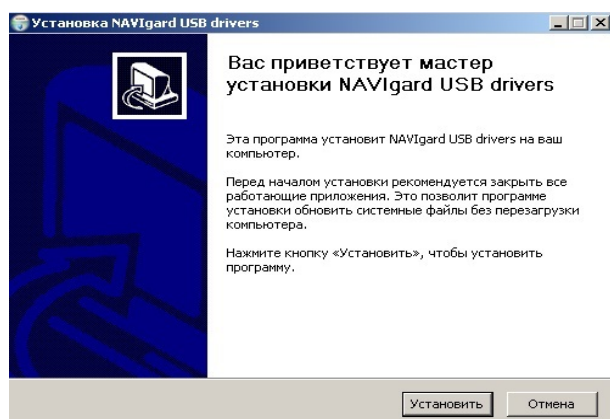 Установка NAVIgard USB drivers
Вас приветствует мастер
установки NAVIgard USB drivers
Эта программа установит NAVIgard USB drivers на ваш
компьютер.
Перед началом установки рекомендуется закрыть все
работающие приложения. Это позволит программе
установки обновить системные файлы без перезагрузки
компьютера.
Нажмите кнопку «Установить», чтобы установить
программу.
Установить
Отмена